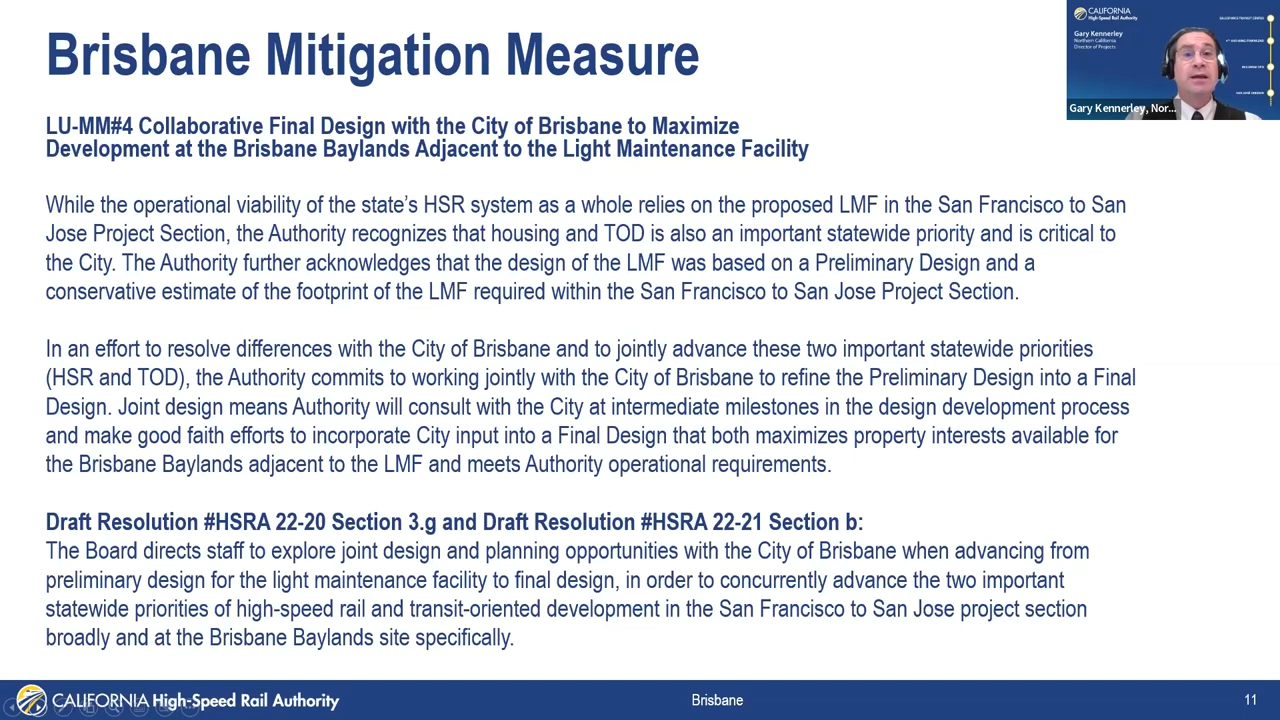 Brisbane Mitigation Measure
CALIFORNIA
High-Speed Rail Authority
Gary Kennerley
Northern California
Director of Projects
Gary Kennerley, Nor...
LU-MM#4 Collaborative Final Design with the City of Brisbane to Maximize
Development at the Brisbane Baylands Adjacent to the Light Maintenance Facility
While the operational viability of the state’s HSR system as a whole relies on the proposed LMF in the San Francisco to San
Jose Project Section, the Authority recognizes that housing and TOD is also an important statewide priority and is critical to
the City. The Authority further acknowledges that the design of the LMF was based on a Preliminary Design and a
conservative estimate of the footprint of the LMF required within the San Francisco to San Jose Project Section.
In an effort to resolve differences with the City of Brisbane and to jointly advance these two important statewide priorities
(HSR and TOD), the Authority commits to working jointly with the City of Brisbane to refine the Preliminary Design into a Final
Design. Joint design means Authority will consult with the City at intermediate milestones in the design development process
and make good faith efforts to incorporate City input into a Final Design that both maximizes property interests available for
the Brisbane Baylands adjacent to the LMF and meets Authority operational requirements.
Draft Resolution #HSRA 22-20 Section 3.g and Draft Resolution #HSRA 22-21 Section b:
The Board directs staff to explore joint design and planning opportunities with the City of Brisbane when advancing from
preliminary design for the light maintenance facility to final design, in order to concurrently advance the two important
statewide priorities of high-speed rail and transit-oriented development in the San Francisco to San Jose project section
broadly and at the Brisbane Baylands site specifically.
CALIFORNIA High-Speed Rail Authority
Brisbane
11